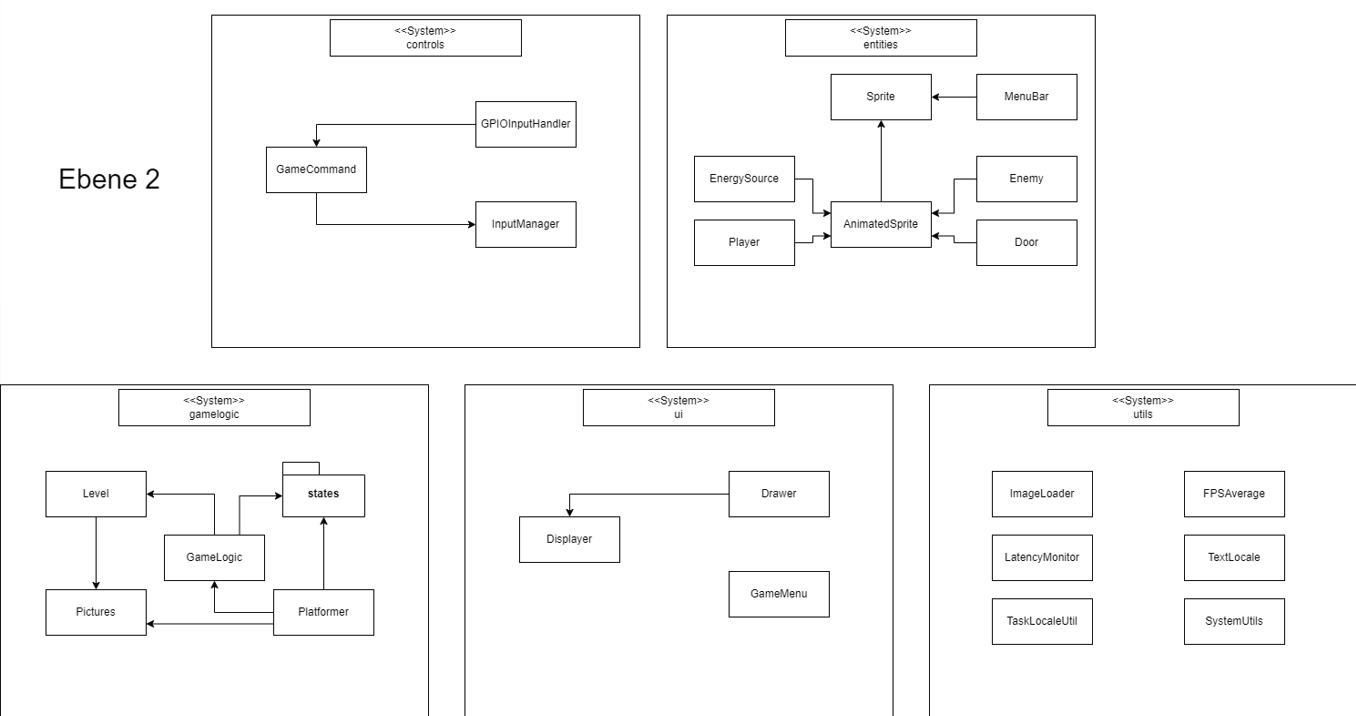 <<System>>
controls
GPIOInputHandler
GameCommand
InputManager
<<System>>
entities
Sprite
MenuBar
EnergySource
Enemy
AnimatedSprite
Player
Door
Ebene 2
<<System>>
gamelogic
Level
states
GameLogic
Pictures
Platformer
<<System>>
ui
Drawer
Displayer
GameMenu
<<System>>
utils
ImageLoader
FPSAverage
LatencyMonitor
TextLocale
TaskLocaleUtil
SystemUtils